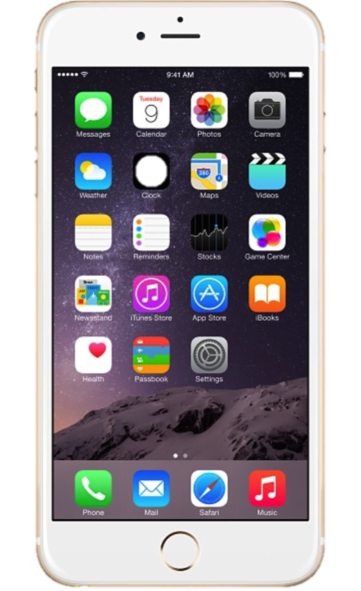 9:41 AM 100%
Tuesday
9
280
Messages Calendar Photos Camera
Weather Clock Maps Videos
Notes Reminders Stocks Game Center
Newsstand iTunes Store App Store iBooks
Health Passbook Settings
Phone Mail Safari Music